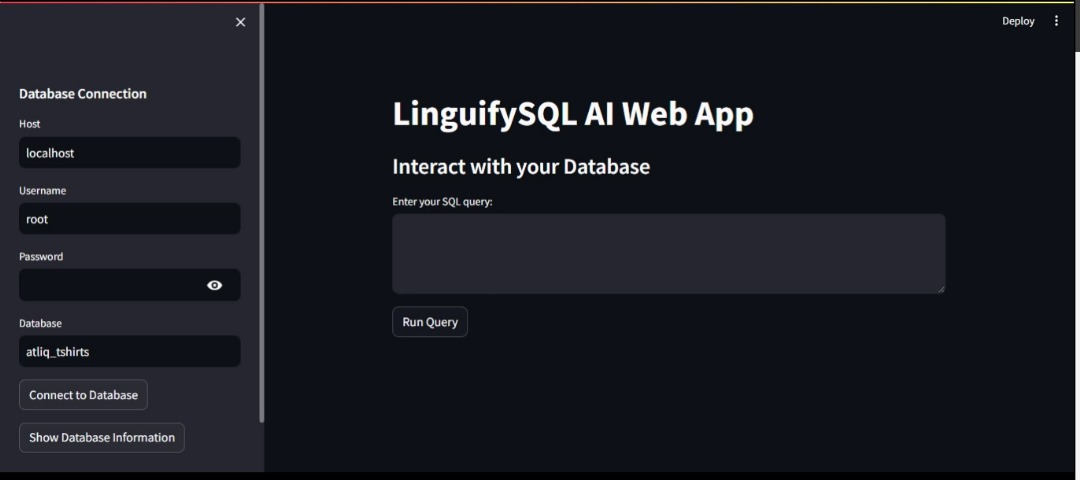 Deploy
Database Connection
Host
localhost
Username
root
Password
Database
atliq_tshirts
Connect to Database
Show Database Information
LinguifySQL AI Web App
Interact with your Database
Enter your SQL query:
Run Query